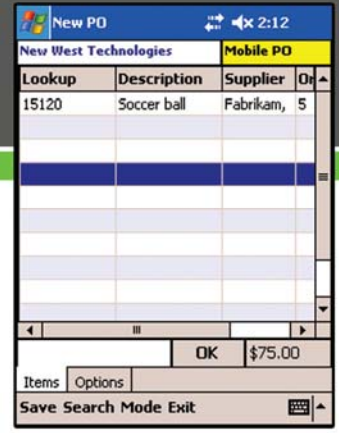 New PO 2:12
New West Technologies Mobile PO
Lookup Description Supplier Or
15120 Soccer ball Fabrikam, 5
OK $75.00
Items Options
Save Search Mode Exit